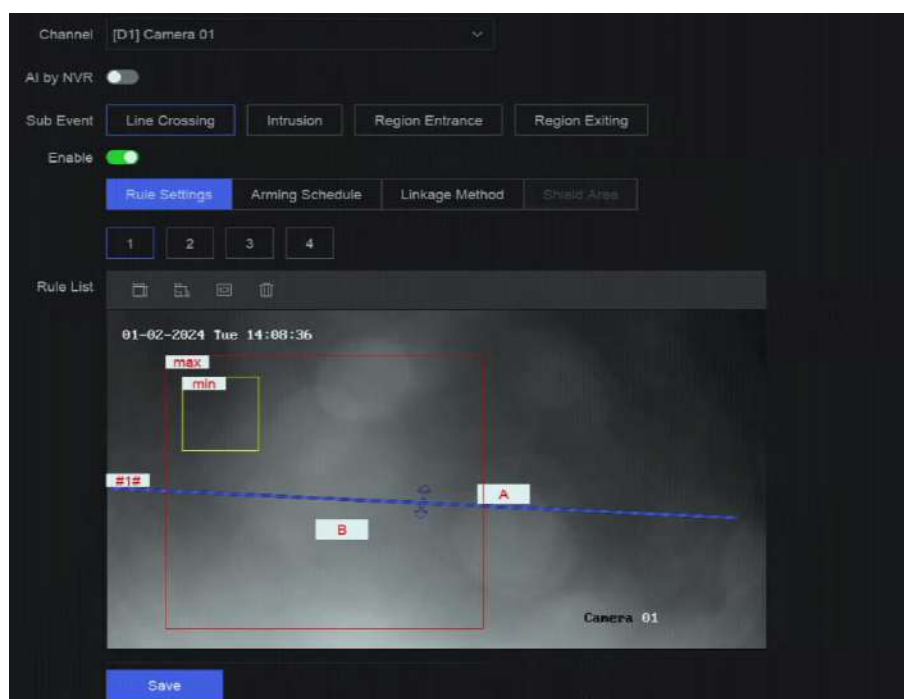 Channel [D1] Camera 01
AI by NVR
Sub Event Line Crossing Intrusion Region Entrance Region Exiting
Enable
Rule Settings Arming Schedule Linkage Method Shield Area
1 2 3 4
Rule List
01-02-2024 Tue 14:08:36
max
min
#1#
A
B
Camera 01
Save